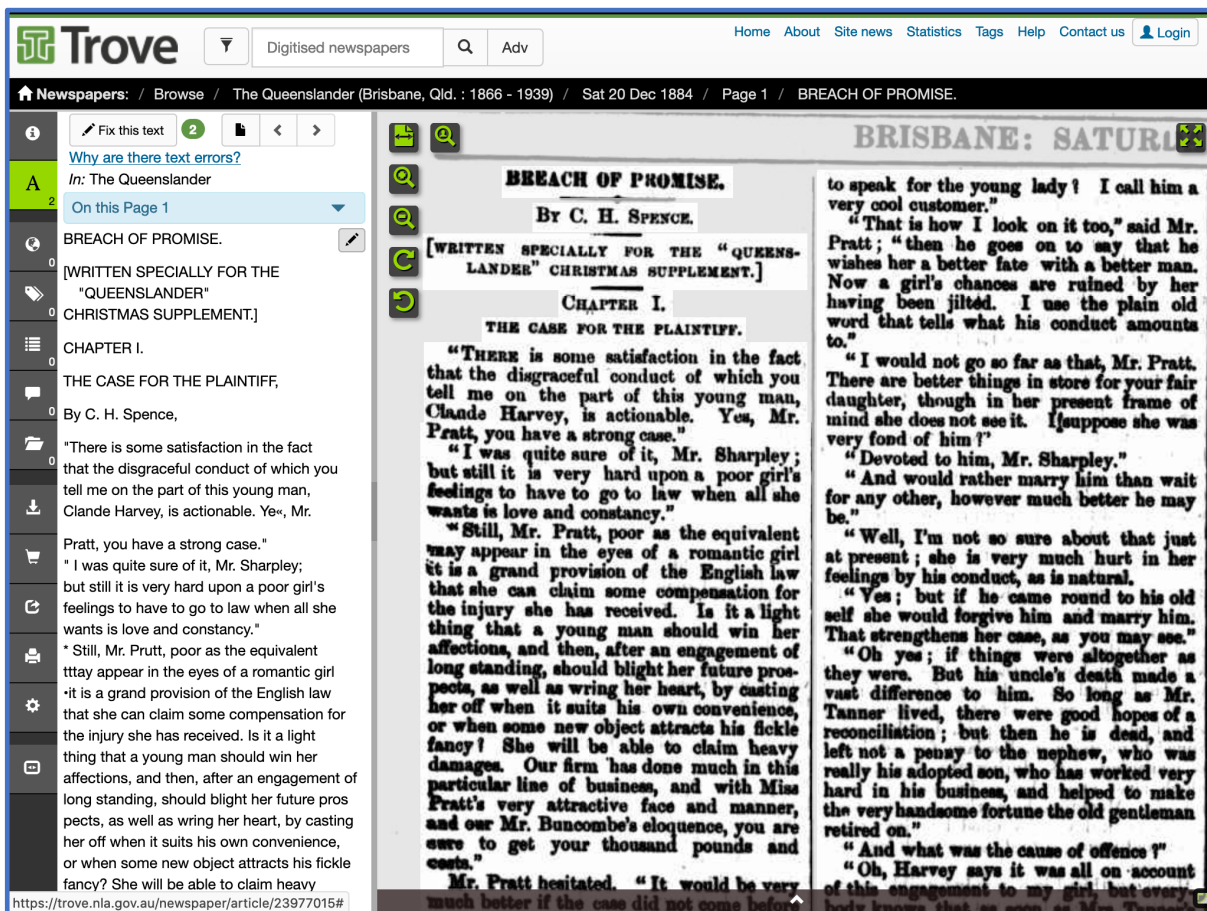 Trove
Digitised newspapers
Adv
Home About Site news Statistics Tags Help Contact us Login
Newspapers: / Browse / The Queenslander (Brisbane, Qld. : 1866 - 1939) / Sat 20 Dec 1884 / Page 1 / BREACH OF PROMISE.
A
2
0
0
0
0
0
Fix this text 2
Why are there text errors?
In: The Queenslander
On this Page 1
BREACH OF PROMISE.
[WRITTEN SPECIALLY FOR THE
"QUEENSLANDER"
CHRISTMAS SUPPLEMENT.]
CHAPTER I.
THE CASE FOR THE PLAINTIFF,
By C. H. Spence,
"There is some satisfaction in the fact
that the disgraceful conduct of which you
tell me on the part of this young man,
Clande Harvey, is actionable. Ye«, Mr.
Pratt, you have a strong case."
" I was quite sure of it, Mr. Sharpley;
but still it is very hard upon a poor girl's
feelings to have to go to law when all she
wants is love and constancy."
* Still, Mr. Prutt, poor as the equivalent
tttay appear in the eyes of a romantic girl
•it is a grand provision of the English law
that she can claim some compensation for
the injury she has received. Is it a light
thing that a young man should win her
affections, and then, after an engagement of
long standing, should blight her future pros
pects, as well as wring her heart, by casting
her off when it suits his own convenience,
or when some new object attracts his fickle
fancy? She will be able to claim heavy
https://trove.nla.gov.au/newspaper/article/23977015#
BRISBANE: SATUR
BREACH OF PROMISE.
BY C. H. SPENCE.
[WRITTEN SPECIALLY FOR THE "QUEENS-
LANDER" CHRISTMAS SUPPLEMENT.]
CHAPTER I.
THE CASE FOR THE PLAINTIFF.
"THERE is some satisfaction in the fact
that the disgraceful conduct of which you
tell me on the part of this young man,
Claude Harvey, is actionable. Yes, Mr.
Pratt, you have a strong case."
"I was quite sure of it, Mr. Sharpley;
but still it is very hard upon a poor girl's
feelings to have to go to law when all she
wants is love and constancy."
"Still, Mr. Pratt, poor as the equivalent
may appear in the eyes of a romantic girl
it is a grand provision of the English law
that she can claim some compensation for
the injury she has received. Is it a light
thing that a young man should win her
affections, and then, after an engagement of
long standing, should blight her future pros-
pects, as well as wring her heart, by casting
her off when it suits his own convenience,
or when some new object attracts his fickle
fancy? She will be able to claim heavy
damages. Our firm has done much in this
particular line of business, and with Miss
Pratt's very attractive face and manner,
and our Mr. Buncombe's eloquence, you are
sure to get your thousand pounds and
costs."
Mr. Pratt hesitated. "It would be very
much better if the case did not come before
to speak for the young lady? I call him a
very cool customer."
"That is how I look on it too," said Mr.
Pratt; "then he goes on to say that he
wishes her a better fate with a better man.
Now a girl's chances are ruined by her
having been jilted. I use the plain old
word that tells what his conduct amounts
to."
"I would not go so far as that, Mr. Pratt.
There are better things in store for your fair
daughter, though in her present frame of
mind she does not see it. I suppose she was
very fond of him?"
"Devoted to him, Mr. Sharpley."
"And would rather marry him than wait
for any other, however much better he may
be."
"Well, I'm not so sure about that just
at present; she is very much hurt in her
feelings by his conduct, as is natural.
"Yes; but if he came round to his old
self she would forgive him and marry him.
That strengthens her case, as you may see."
"Oh yes; if things were altogether as
they were. But his uncle's death made a
vast difference to him. So long as Mr.
Tanner lived, there were good hopes of a
reconciliation; but then he is dead, and
left not a penny to the nephew, who was
really his adopted son, who has worked very
hard in his business, and helped to make
the very handsome fortune the old gentleman
retired on."
"And what was the cause of offence?"
"Oh, Harvey says it was all on account
of this engagement to my girl, but every-
body knows that as soon as Mrs. Tanner's